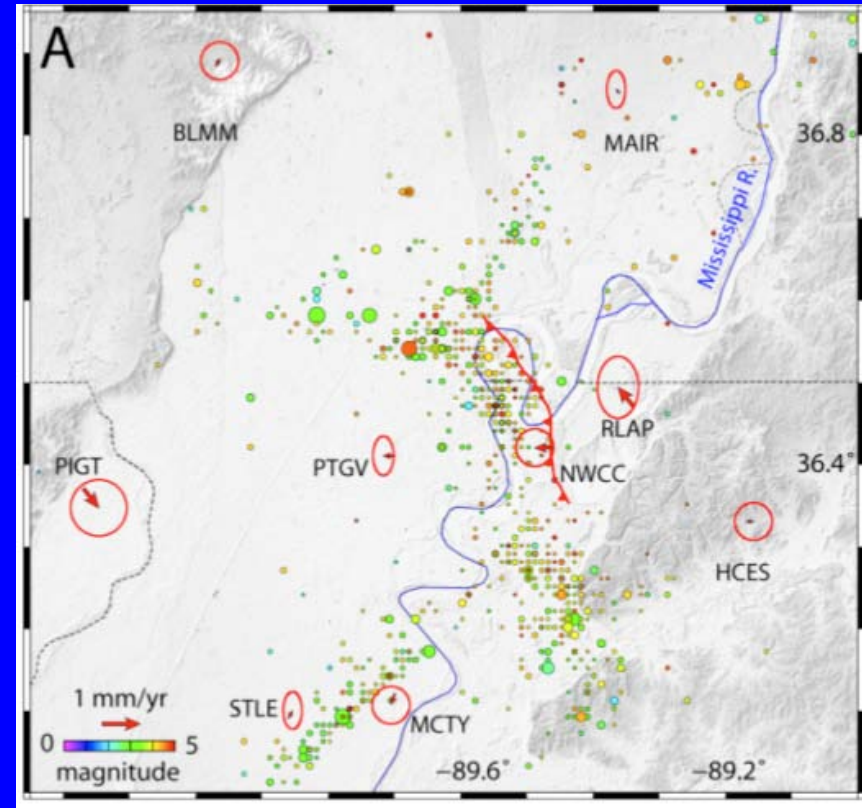 A
BLMM
MAIR
36.8
Mississippi R.
RLAP
PIGT
PTGV
NWCC
36.4˚
HCES
1 mm/yr
STLE
MCTY
0 5
magnitude
−89.6˚
−89.2˚